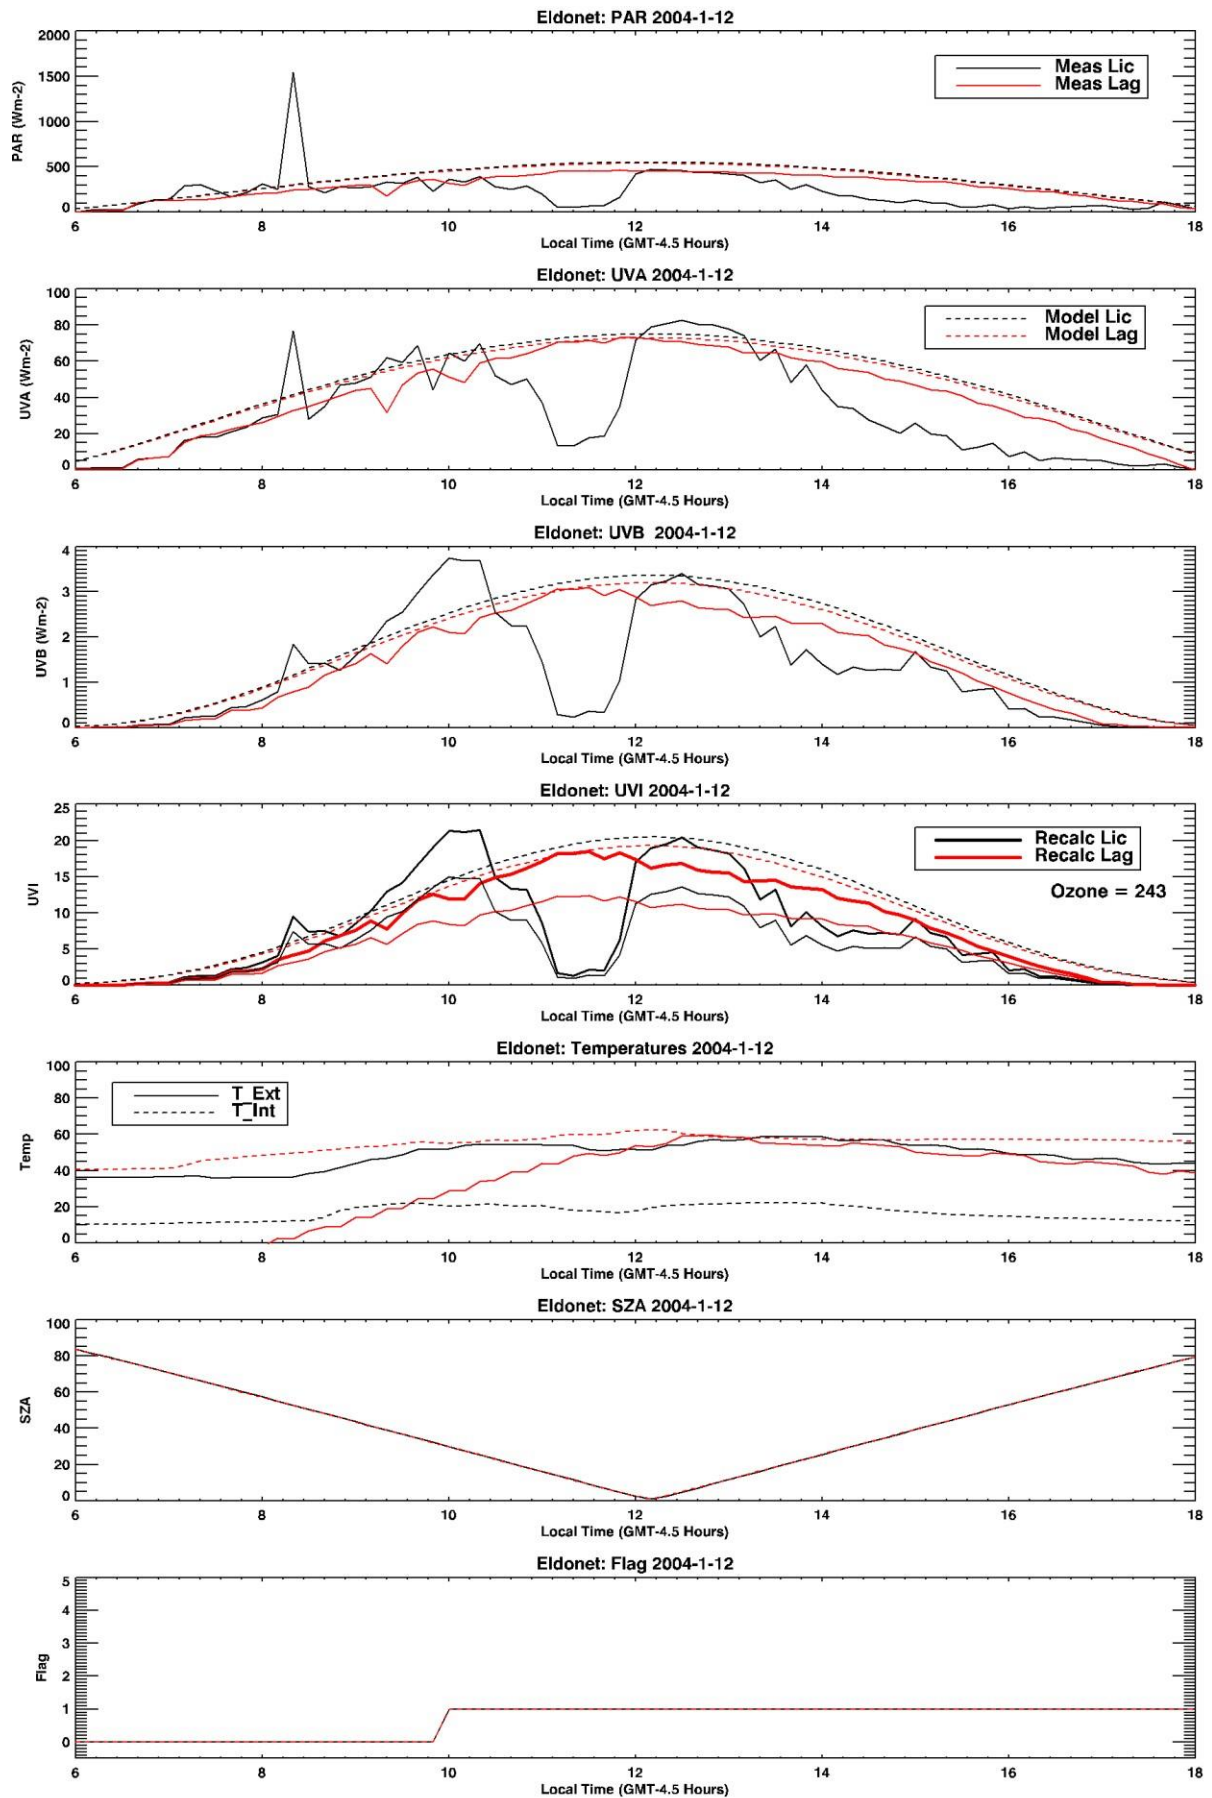 Eldonet: PAR 2004-1-12
2000
1500
1000
500
0
PAR (Wm-2)
Meas Lic
Meas Lag
6 8 10 12 14 16 18
Local Time (GMT-4.5 Hours)
Eldonet: UVA 2004-1-12
100
80
60
40
20
0
UVA (Wm-2)
Model Lic
Model Lag
6 8 10 12 14 16 18
Local Time (GMT-4.5 Hours)
Eldonet: UVB 2004-1-12
4
3
2
1
0
UVB (Wm-2)
6 8 10 12 14 16 18
Local Time (GMT-4.5 Hours)
Eldonet: UVI 2004-1-12
25
20
15
10
5
0
UVI
Recalc Lic
Recalc Lag
Ozone = 243
6 8 10 12 14 16 18
Local Time (GMT-4.5 Hours)
Eldonet: Temperatures 2004-1-12
100
80
60
40
20
0
Temp
T_Ext
T_Int
6 8 10 12 14 16 18
Local Time (GMT-4.5 Hours)
Eldonet: SZA 2004-1-12
100
80
60
40
20
0
SZA
6 8 10 12 14 16 18
Local Time (GMT-4.5 Hours)
Eldonet: Flag 2004-1-12
5
4
3
2
1
0
Flag
6 8 10 12 14 16 18
Local Time (GMT-4.5 Hours)